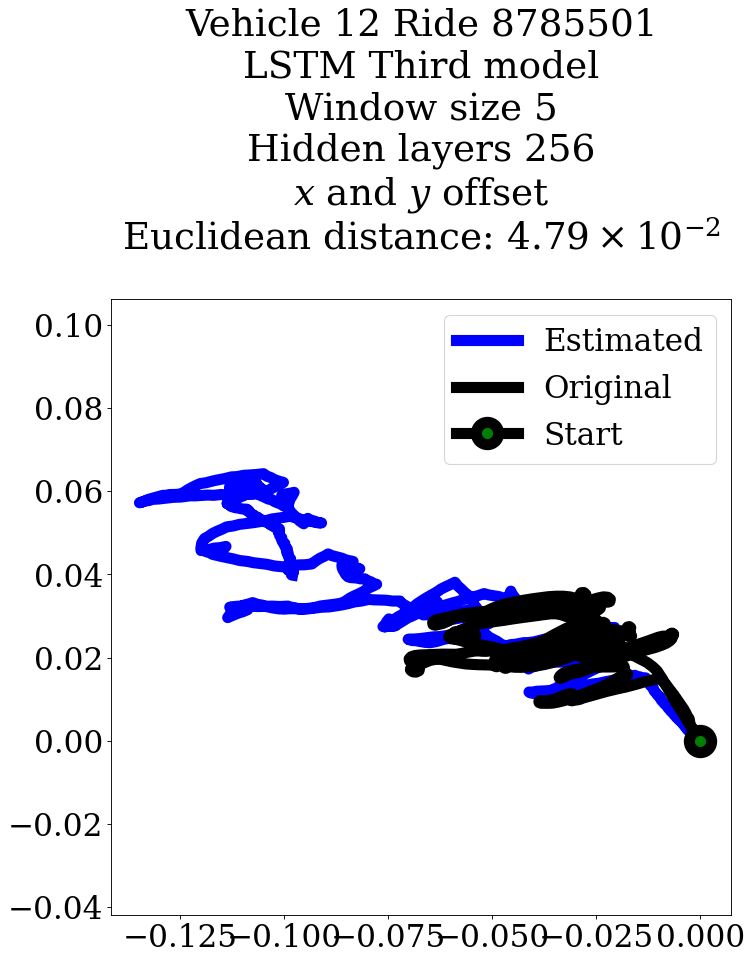 Vehicle 12 Ride 8785501
LSTM Third model
Window size 5
Hidden layers 256
x and y offset
Euclidean distance: 4.79 × 10⁻²
Estimated
Original
Start
0.10
0.08
0.06
0.04
0.02
0.00
−0.02
−0.04
−0.125 −0.100 −0.075 −0.050 −0.025 0.000